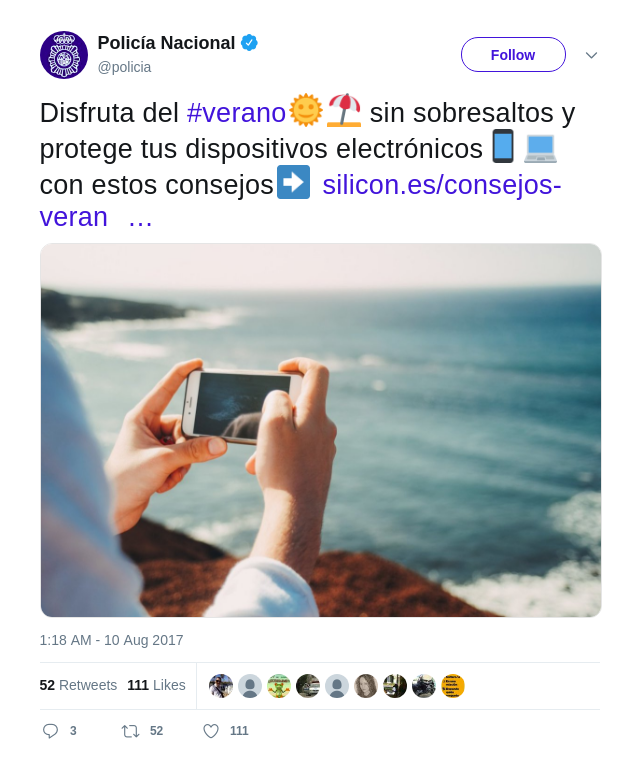 Policía Nacional
@policia
Follow
Disfruta del #verano🌞⛱ sin sobresaltos y
protege tus dispositivos electrónicos 📱 💻
con estos consejos➡ silicon.es/consejos-
veran …
1:18 AM - 10 Aug 2017
52 Retweets 111 Likes
3 52 111